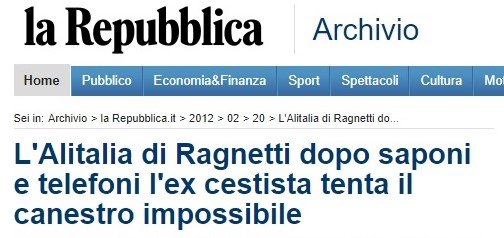 la Repubblica Archivio
Home Pubblico Economia&Finanza Sport Spettacoli Cultura
Sei in: Archivio > la Repubblica.it > 2012 > 02 > 20 > L'Alitalia di Ragnetti do...
L'Alitalia di Ragnetti dopo saponi
e telefoni l'ex cestista tenta il
canestro impossibile